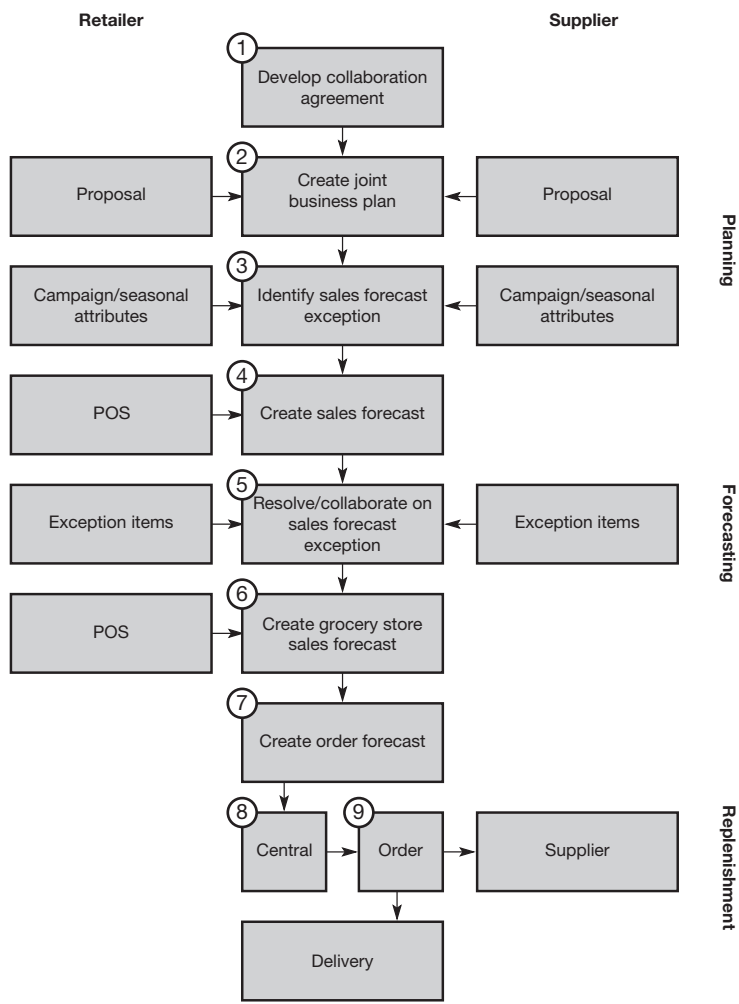 Retailer
Supplier
1
Develop collaboration
agreement
2
Proposal
Create joint
business plan
Proposal
3
Campaign/seasonal
attributes
Identify sales forecast
exception
Campaign/seasonal
attributes
Planning
4
POS
Create sales forecast
5
Exception items
Resolve/collaborate on
sales forecast
exception
Exception items
Forecasting
6
POS
Create grocery store
sales forecast
7
Create order forecast
8
Central
9
Order
Supplier
Replenishment
Delivery